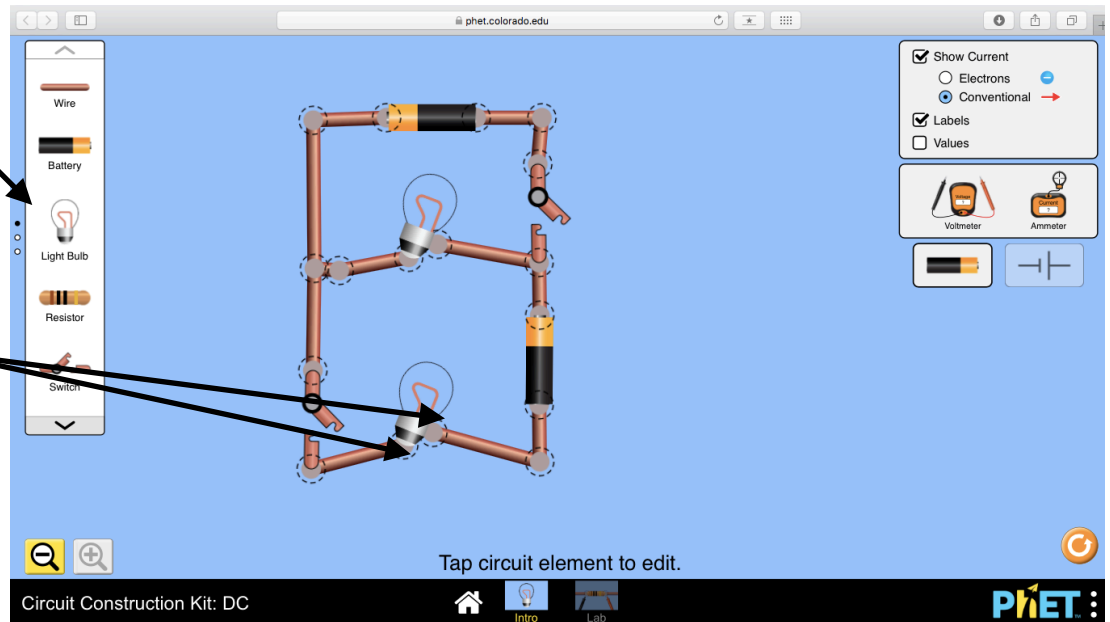 phet.colorado.edu
Wire
Battery
Light Bulb
Resistor
Switch
Show Current
Electrons
Conventional
Labels
Values
Voltage
?
Voltmeter
Current
?
Ammeter
Tap circuit element to edit.
Circuit Construction Kit: DC
Intro
Lab
PhET